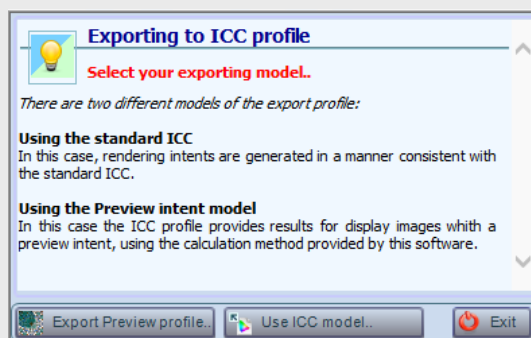 Exporting to ICC profile
Select your exporting model..
There are two different models of the export profile:
Using the standard ICC
In this case, rendering intents are generated in a manner consistent with
the standard ICC.
Using the Preview intent model
In this case the ICC profile provides results for display images whith a
preview intent, using the calculation method provided by this software.
Export Preview profile.. Use ICC model.. Exit